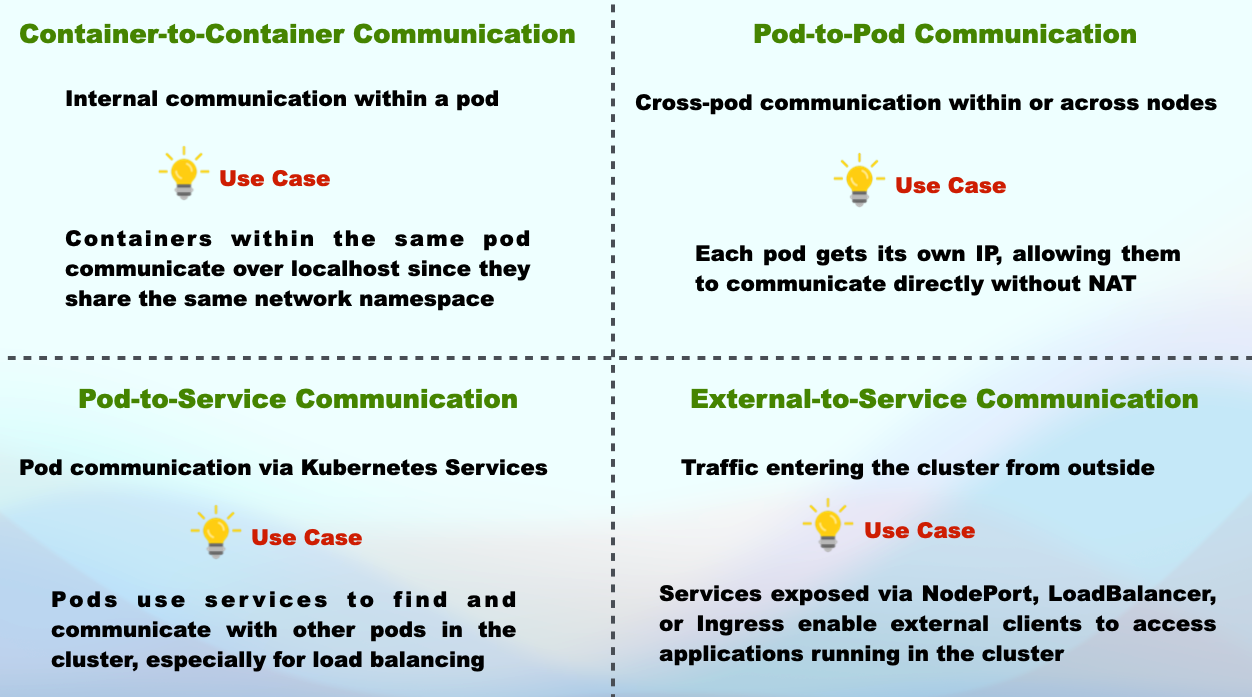 Container-to-Container Communication
Internal communication within a pod
Use Case
Containers within the same pod
communicate over localhost since they
share the same network namespace
Pod-to-Pod Communication
Cross-pod communication within or across nodes
Use Case
Each pod gets its own IP, allowing them
to communicate directly without NAT
Pod-to-Service Communication
Pod communication via Kubernetes Services
Use Case
Pods use services to find and
communicate with other pods in the
cluster, especially for load balancing
External-to-Service Communication
Traffic entering the cluster from outside
Use Case
Services exposed via NodePort, LoadBalancer,
or Ingress enable external clients to access
applications running in the cluster